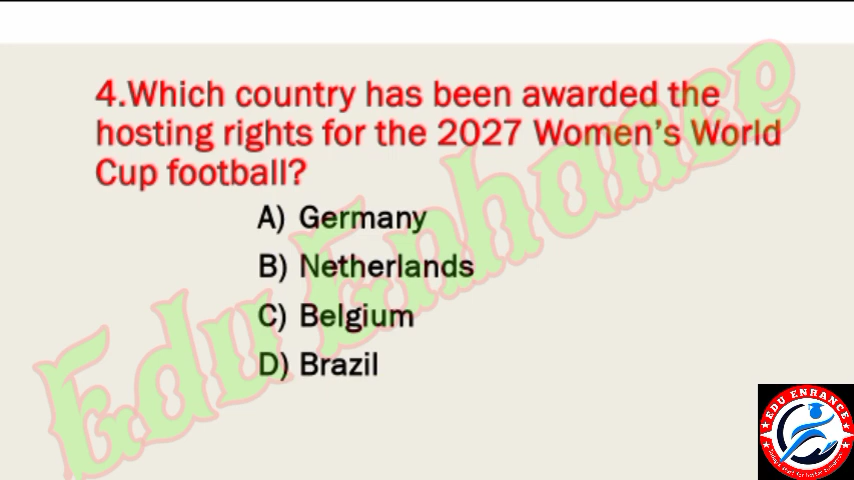 4.Which country has been awarded the
hosting rights for the 2027 Women's World
Cup football?
A) Germany
B) Netherlands
C) Belgium
D) Brazil
Edu Enhance
EDU ENHRANCE